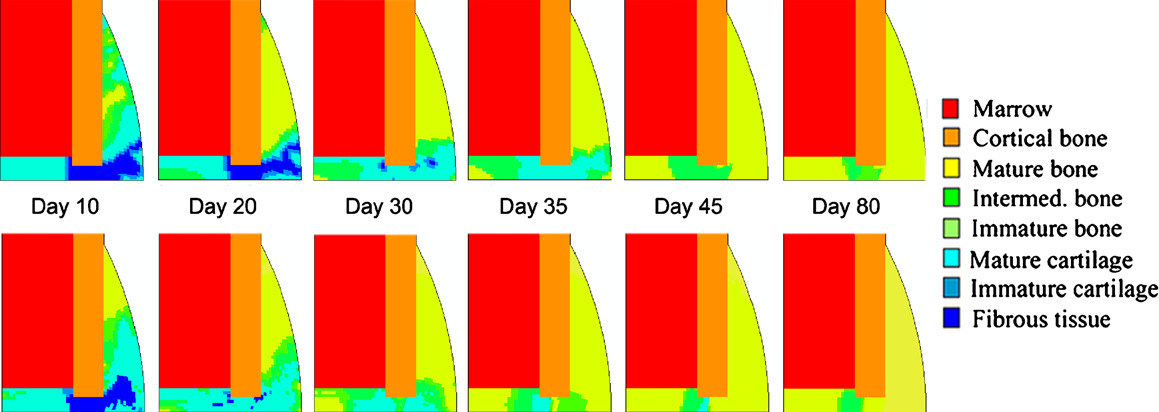 Day 10
Day 20
Day 30
Day 35
Day 45
Day 80
Marrow
Cortical bone
Mature bone
Intermed. bone
Immature bone
Mature cartilage
Immature cartilage
Fibrous tissue